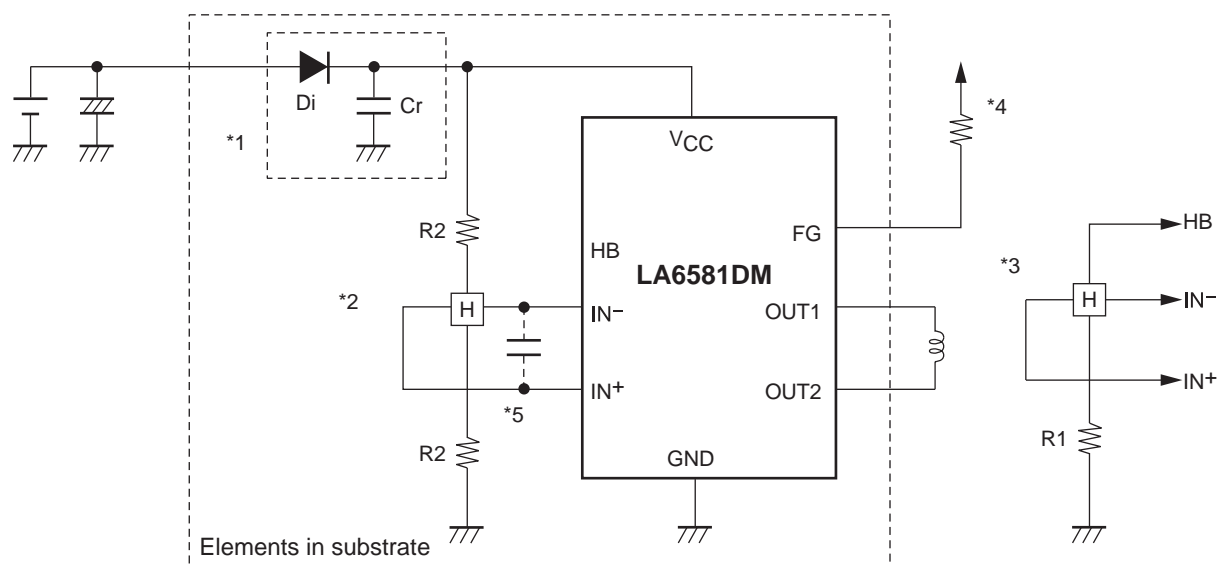 Di
Cr
*4
*1
VCC
R2
FG
HB
HB
LA6581DM
*3
*2
H
IN-
OUT1
H
IN-
IN+
OUT2
IN+
*5
R2
R1
GND
Elements in substrate